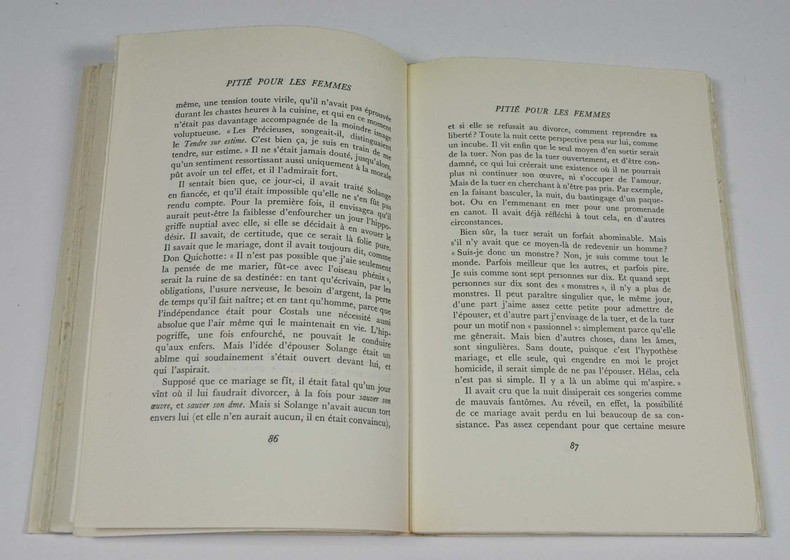 PITIÉ POUR LES FEMMES
même, une tension toute virile, qu'il n'avait pas éprouvée
durant les chastes heures à la cuisine, et qui en ce moment
n'était pas davantage accompagnée de la moindre image
voluptueuse. « Les Précieuses, songeait-il, distinguaient
le Tendre sur estime. C'est bien ça, je suis en train de me
tendre, sur estime. » Il ne s'était jamais douté, jusqu'alors,
qu'un sentiment ressortissant aussi uniquement à la morale
pût avoir un tel effet, et il l'admirait fort.
Il sentait bien que, ce jour-ci, il avait traité Solange
en fiancée, et qu'il était impossible qu'elle ne s'en fût pas
rendu compte. Pour la première fois, il envisagea qu'il
aurait peut-être la faiblesse d'enfourcher un jour l'hippo-
griffe nuptial avec elle, si elle se décidait à en avouer le
désir. Il savait, de certitude, que ce serait là folie pure.
Il savait que le mariage, dont il avait toujours dit, comme
Don Quichotte : « Il n'est pas possible que j'aie seulement
la pensée de me marier, fût-ce avec l'oiseau phénix »,
serait la ruine de sa destinée : en tant qu'écrivain, par les
obligations, l'usure nerveuse, le besoin d'argent, la perte
de temps qu'il fait naître; et en tant qu'homme, parce que
l'indépendance était pour Costals une nécessité aussi
absolue que l'air même qui le maintenait en vie. L'hip-
pogriffe, une fois enfourché, ne pouvait le conduire
qu'aux enfers. Mais l'idée d'épouser Solange était un
abîme qui soudainement s'était ouvert devant lui, et
qui l'aspirait.
Supposé que ce mariage se fît, il était fatal qu'un jour
vînt où il lui faudrait divorcer, à la fois pour sauver son
œuvre, et sauver son âme. Mais si Solange n'avait aucun tort
envers lui (et elle n'en aurait aucun, il en était convaincu),
86
PITIÉ POUR LES FEMMES
et si elle se refusait au divorce, comment reprendre sa
liberté? Toute la nuit cette perspective pesa sur lui, comme
un incube. Il vit enfin que le seul moyen d'en sortir serait
de la tuer. Non pas de la tuer ouvertement, et d'être con-
damné, ce qui lui créerait une existence où il ne pourrait
plus ni continuer son œuvre, ni s'occuper de l'amour.
Mais de la tuer en cherchant à n'être pas pris. Par exemple,
en la faisant basculer, la nuit, du bastingage d'un paque-
bot. Ou en l'emmenant en mer pour une promenade
en canot. Il avait déjà réfléchi à tout cela, en d'autres
circonstances.
Bien sûr, la tuer serait un forfait abominable. Mais
s'il n'y avait que ce moyen-là de redevenir un homme?
« Suis-je donc un monstre? Non, je suis comme tout le
monde. Parfois meilleur que les autres, et parfois pire.
Je suis comme sont sept personnes sur dix. Et quand sept
personnes sur dix sont des « monstres », il n'y a plus de
monstres. Il peut paraître singulier que, le même jour,
d'une part j'aime assez cette petite pour admettre de
l'épouser, et d'autre part j'envisage de la tuer, et de la tuer
pour un motif non « passionnel » : simplement parce qu'elle
me gênerait. Mais bien d'autres choses, dans les âmes,
sont singulières. Sans doute, puisque c'est l'hypothèse
mariage, et elle seule, qui engendre en moi le projet
homicide, il serait simple de ne pas l'épouser. Hélas, cela
n'est pas si simple. Il y a là un abîme qui m'aspire. »
Il avait cru que la nuit disiperait ces songeries comme
de mauvais fantômes. Au réveil, en effet, la possibilité
de ce mariage avait perdu en lui beaucoup de sa con-
sistance. Pas assez cependant pour que certaine mesure
87